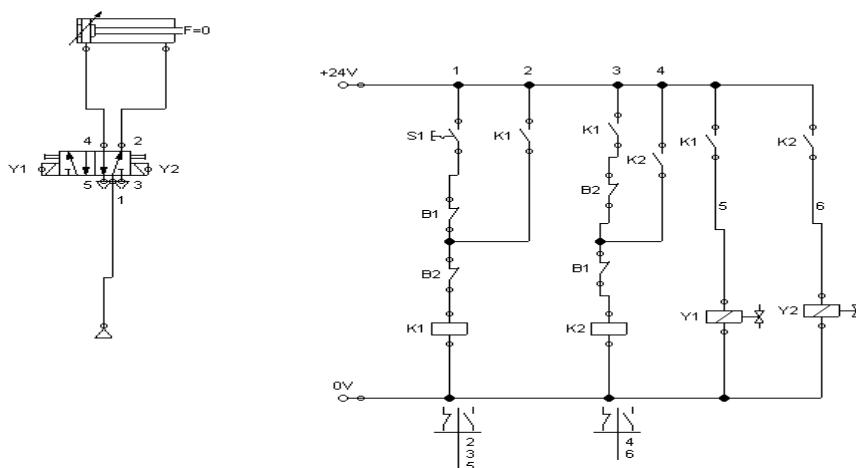 F=0
4 2
Y1 Y2
5 3
1
+24V
1 2 3 4
S1 K1 K1 K2 K1 K2
B2
5 6
B1
B2 B1
K1 K2 Y1 Y2
0V
2 4
3 6
5